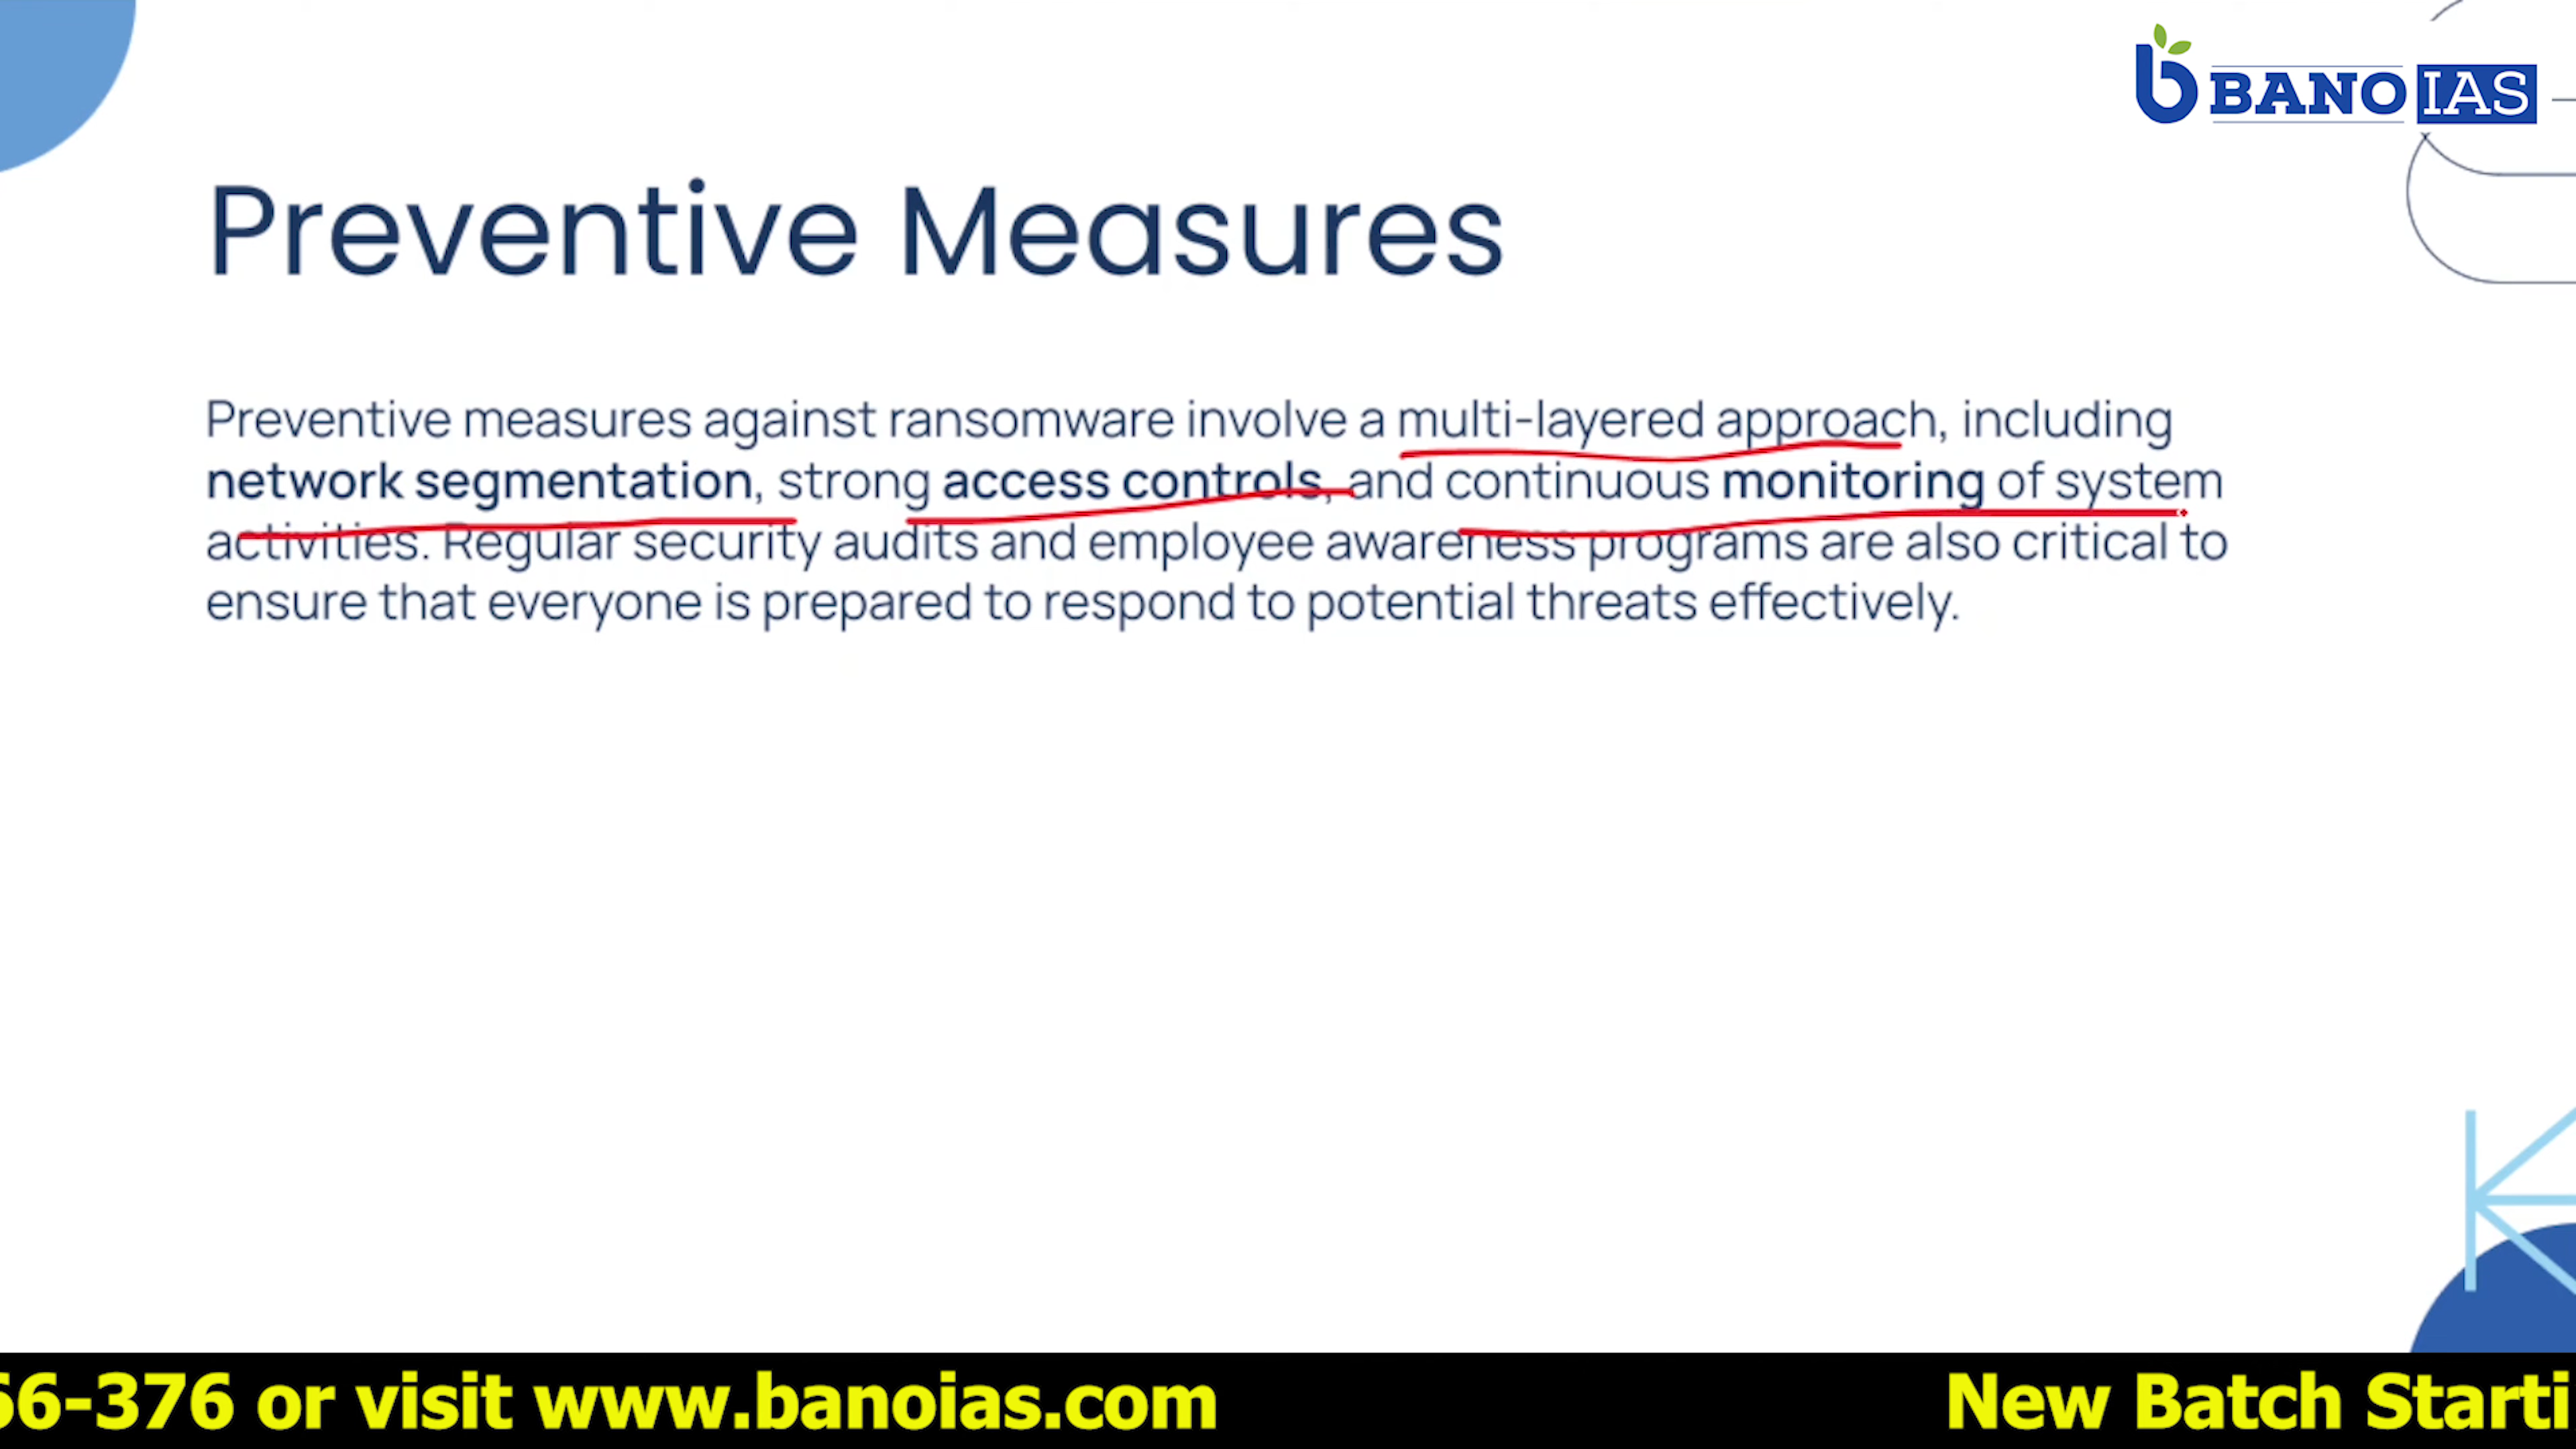 BANO IAS
Preventive Measures
Preventive measures against ransomware involve a multi-layered approach, including
network segmentation, strong access controls, and continuous monitoring of system
activities. Regular security audits and employee awareness programs are also critical to
ensure that everyone is prepared to respond to potential threats effectively.
66-376 or visit www.banoias.com New Batch Starti